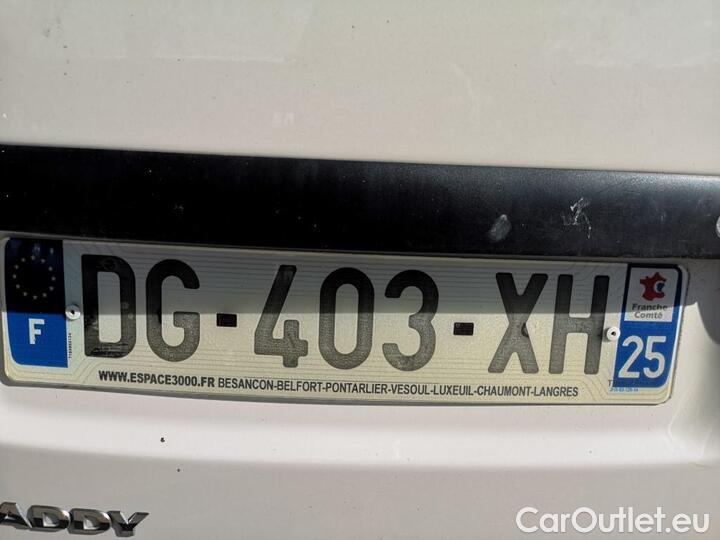 DG-403-XH
F
Franche
Comté
25
WWW.ESPACE3000.FR BESANCON-BELFORT-PONTARLIER-VESOUL-LUXEUIL-CHAUMONT-LANGRES
ADDY
CarOutlet.eu